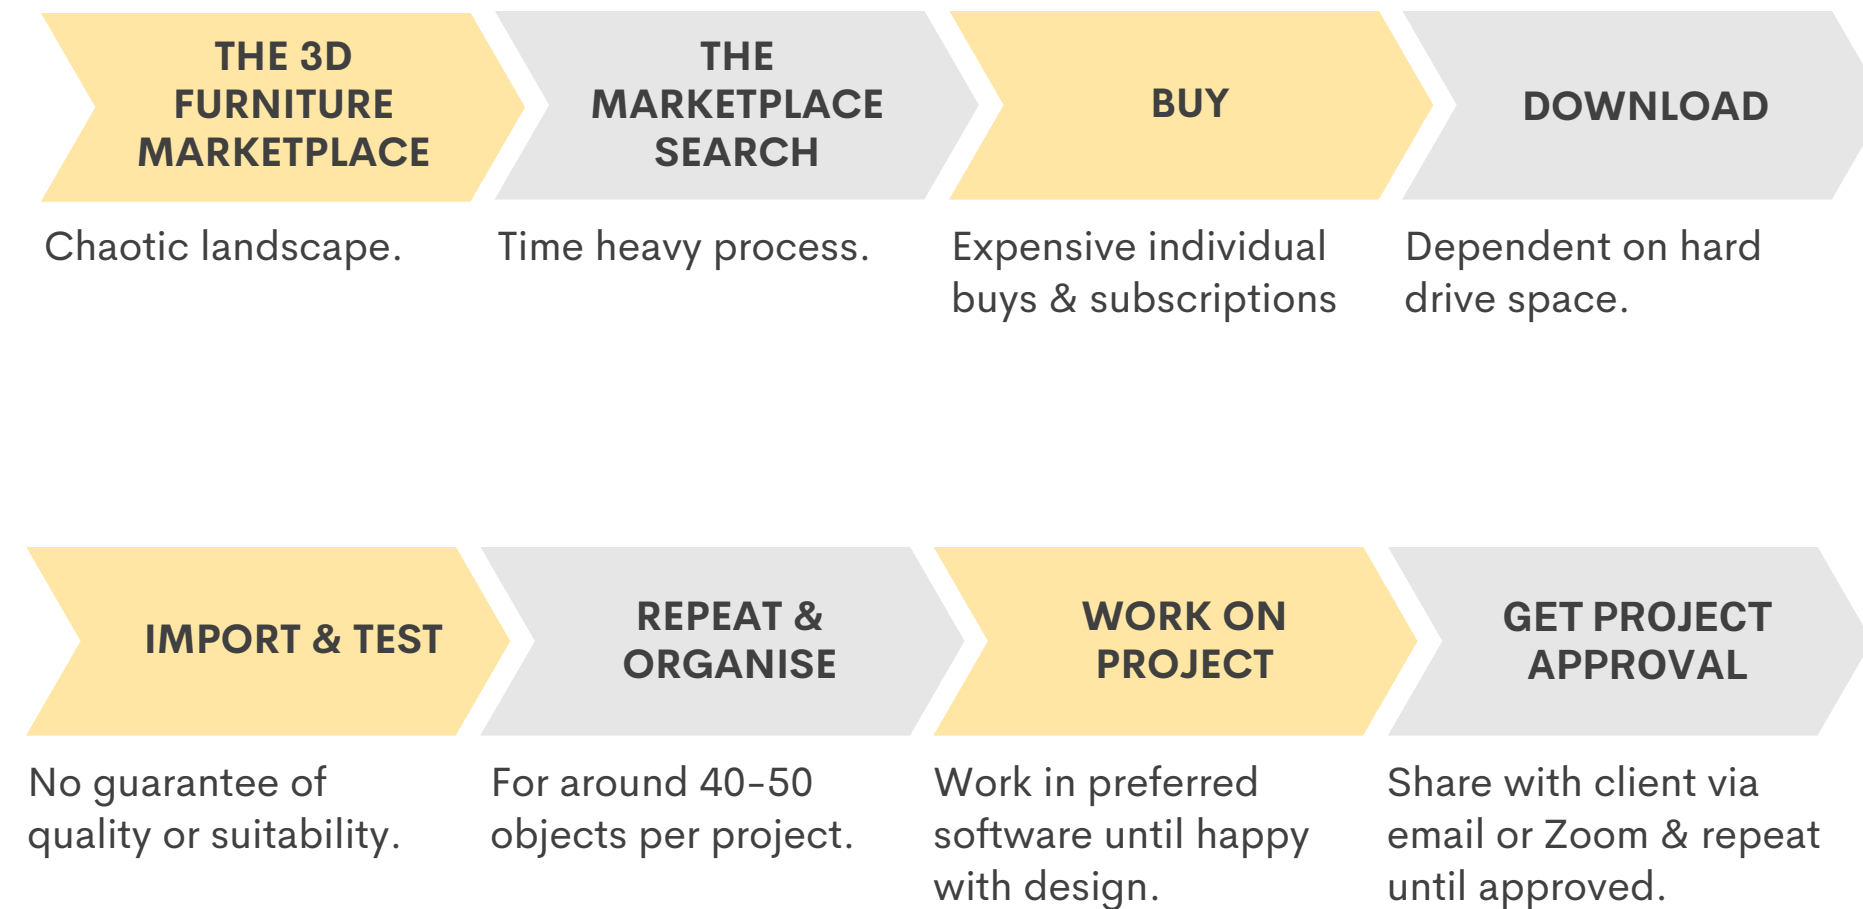 THE 3D
FURNITURE
MARKETPLACE
Chaotic landscape.
THE
MARKETPLACE
SEARCH
Time heavy process.
BUY
Expensive individual
buys & subscriptions
DOWNLOAD
Dependent on hard
drive space.
IMPORT & TEST
No guarantee of
quality or suitability.
REPEAT &
ORGANISE
For around 40-50
objects per project.
WORK ON
PROJECT
Work in preferred
software until happy
with design.
GET PROJECT
APPROVAL
Share with client via
email or Zoom & repeat
until approved.